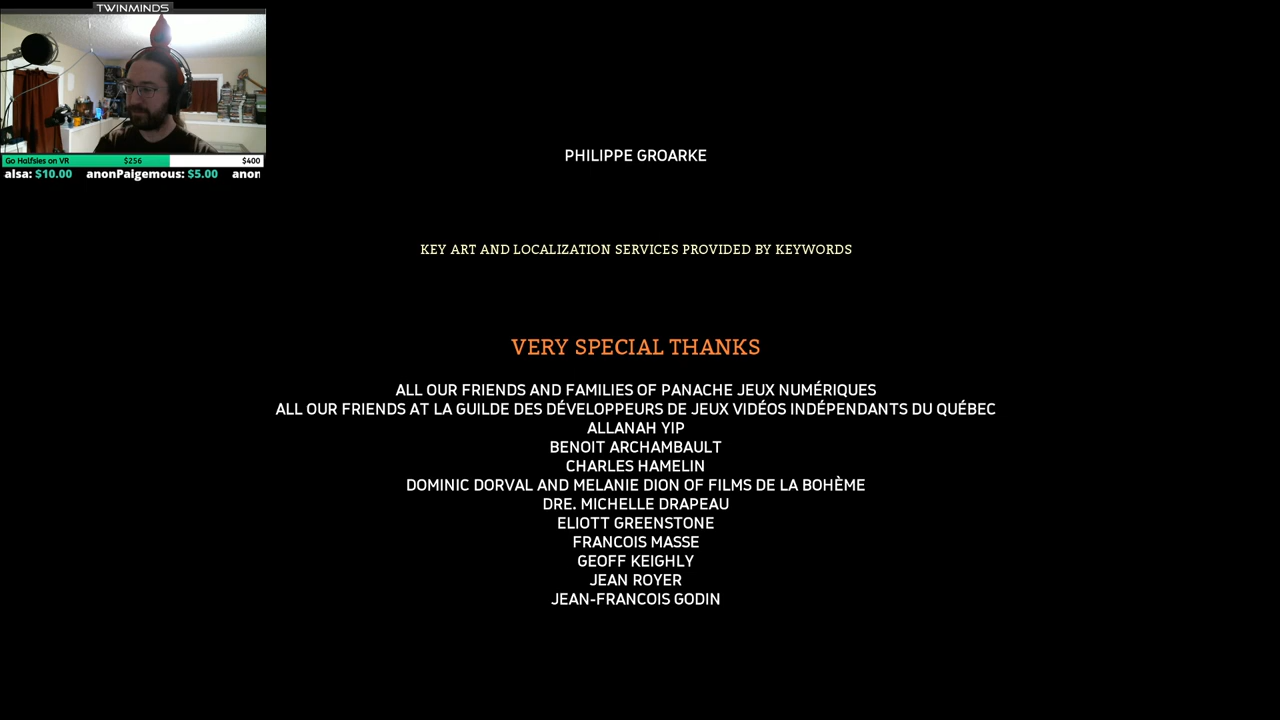 TWINMINDS
Go Halfsies on VR $256 $400
alsa: $10.00 anonPaigemous: $5.00 anon
PHILIPPE GROARKE
KEY ART AND LOCALIZATION SERVICES PROVIDED BY KEYWORDS
VERY SPECIAL THANKS
ALL OUR FRIENDS AND FAMILIES OF PANACHE JEUX NUMÉRIQUES
ALL OUR FRIENDS AT LA GUILDE DES DÉVELOPPEURS DE JEUX VIDÉOS INDÉPENDANTS DU QUÉBEC
ALLANAH YIP
BENOIT ARCHAMBAULT
CHARLES HAMELIN
DOMINIC DORVAL AND MELANIE DION OF FILMS DE LA BOHÈME
DRE. MICHELLE DRAPEAU
ELIOTT GREENSTONE
FRANCOIS MASSE
GEOFF KEIGHLY
JEAN ROYER
JEAN-FRANCOIS GODIN